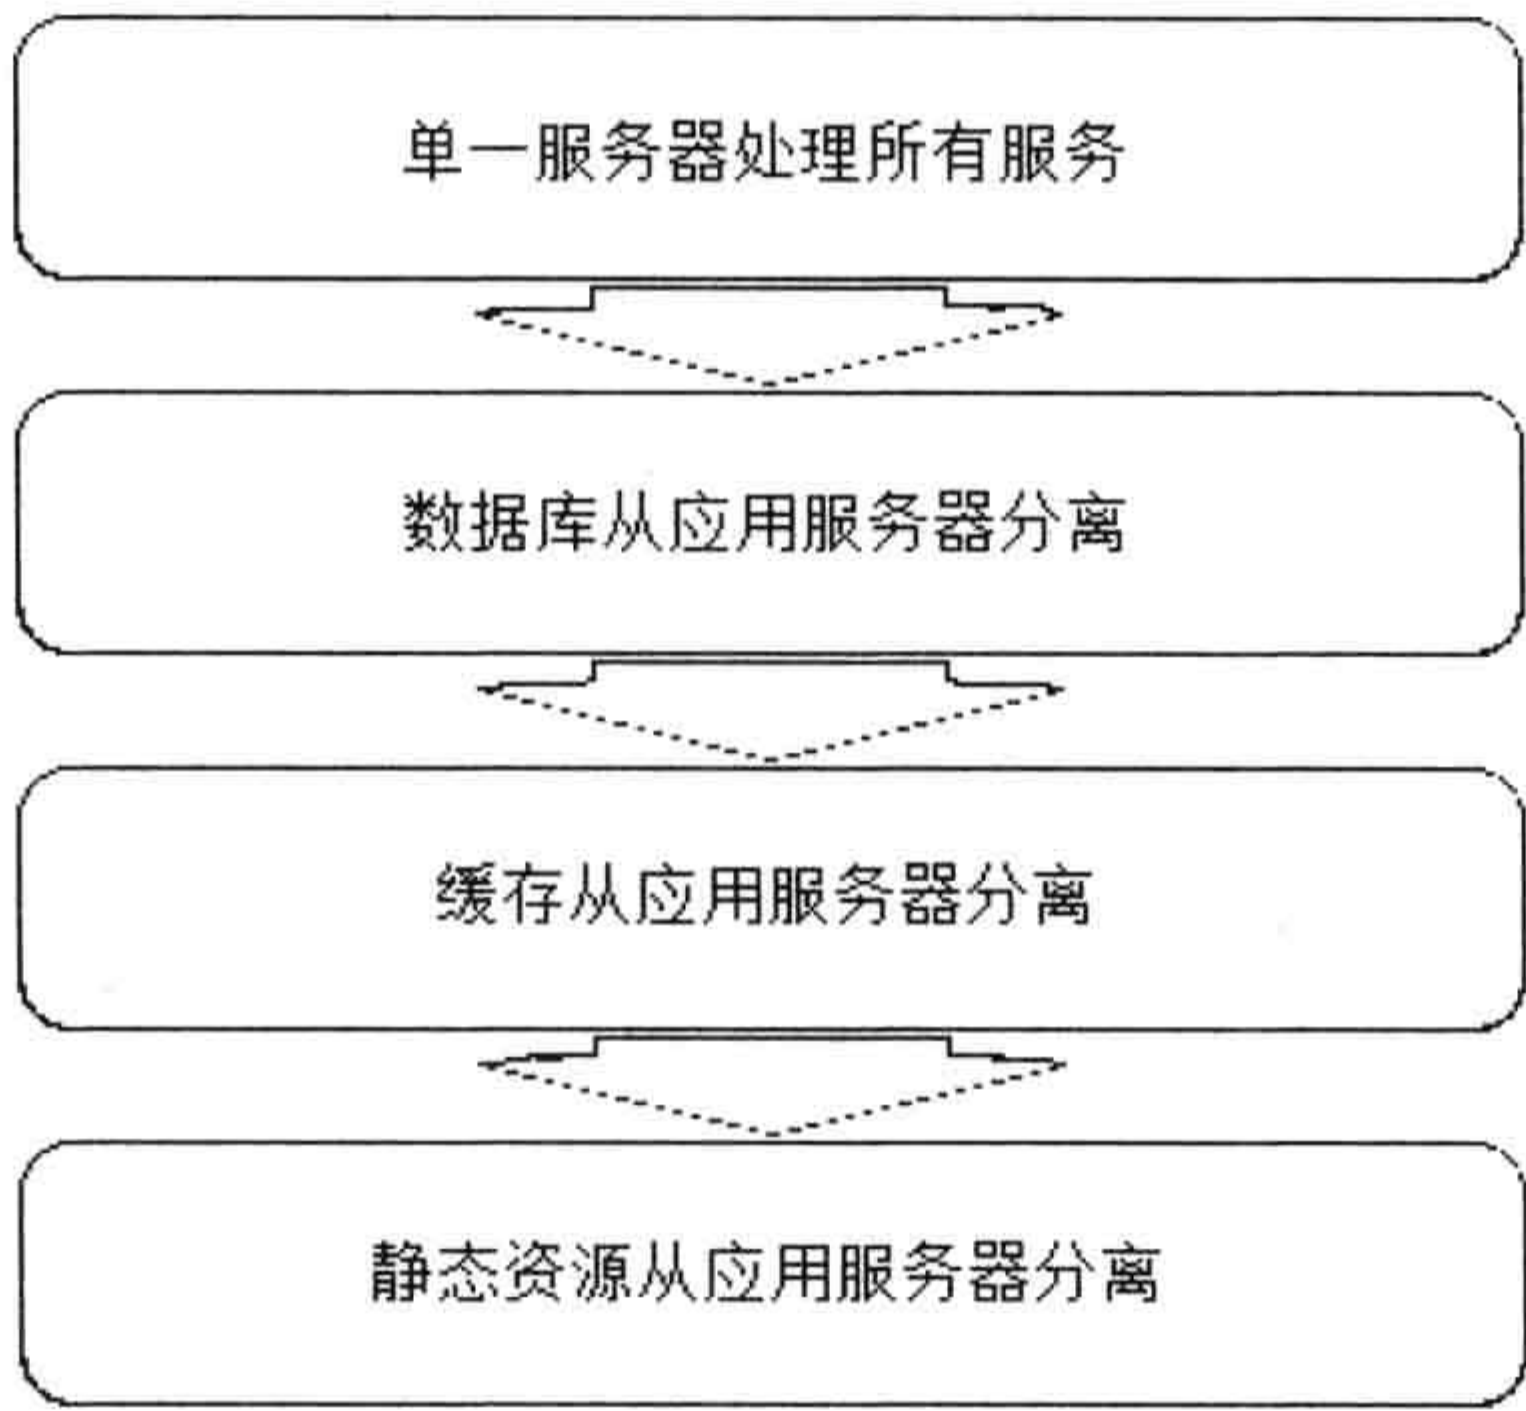 单一服务器处理所有服务
数据库从应用服务器分离
缓存从应用服务器分离
静态资源从应用服务器分离